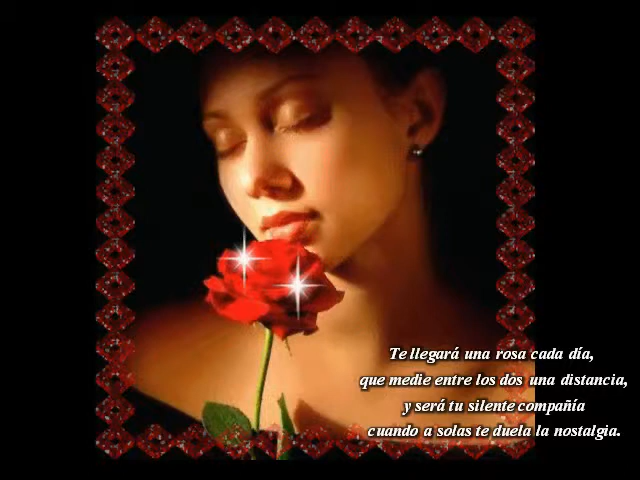 Te llegará una rosa cada día,
que medie entre los dos una distancia,
y será tu silente compañía
cuando a solas te duela la nostalgia.